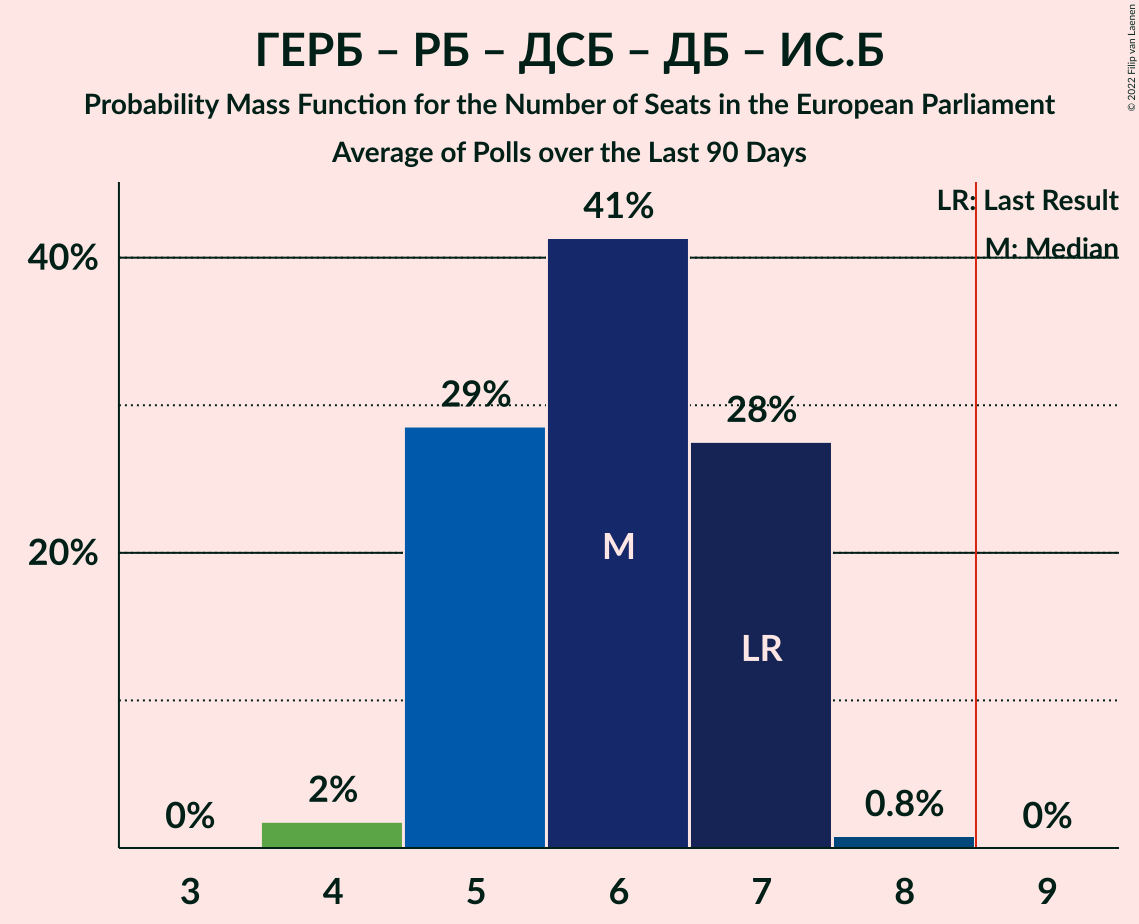 ГЕРБ – РБ – ДСБ – ДБ – ИС.Б
Probability Mass Function for the Number of Seats in the European Parliament
Average of Polls over the Last 90 Days
© 2022 Filip van Laenen
LR: Last Result
M: Median
40%
20%
0%
2%
29%
41%
28%
0.8%
0%
M
LR
3
4
5
6
7
8
9